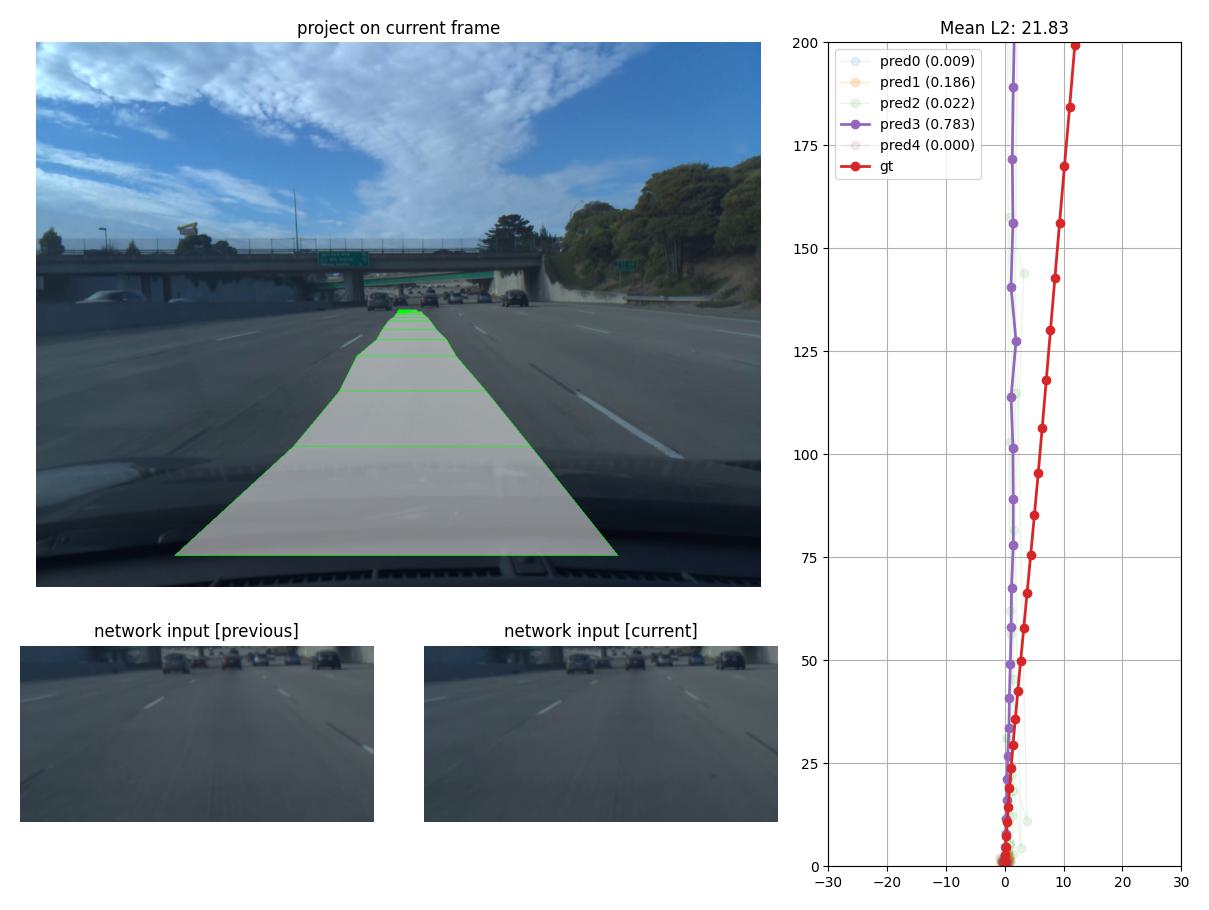 project on current frame
Mean L2: 21.83
200
175
150
125
100
75
50
25
0
-30
-20
-10
0
10
20
30
pred0 (0.009)
pred1 (0.186)
pred2 (0.022)
pred3 (0.783)
pred4 (0.000)
gt
network input [previous]
network input [current]